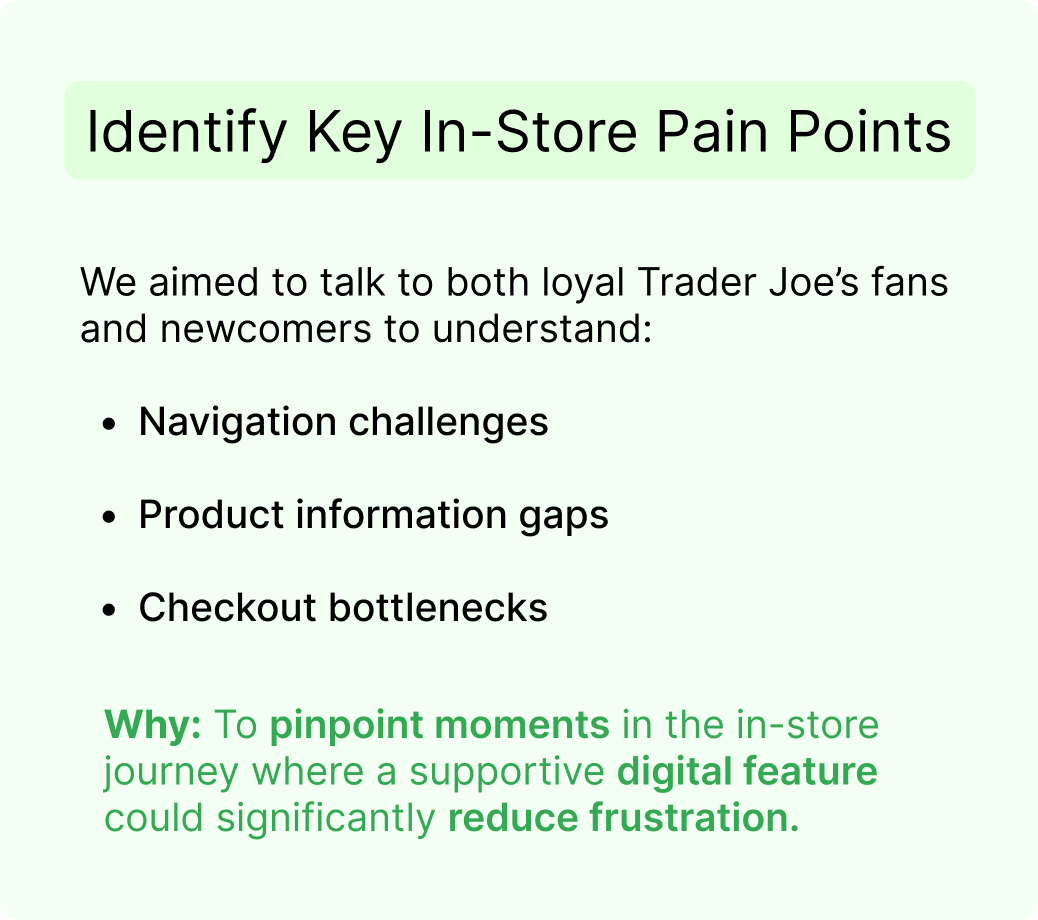 Identify Key In-Store Pain Points
We aimed to talk to both loyal Trader Joe’s fans
and newcomers to understand:
• Navigation challenges
• Product information gaps
• Checkout bottlenecks
Why: To pinpoint moments in the in-store
journey where a supportive digital feature
could significantly reduce frustration.